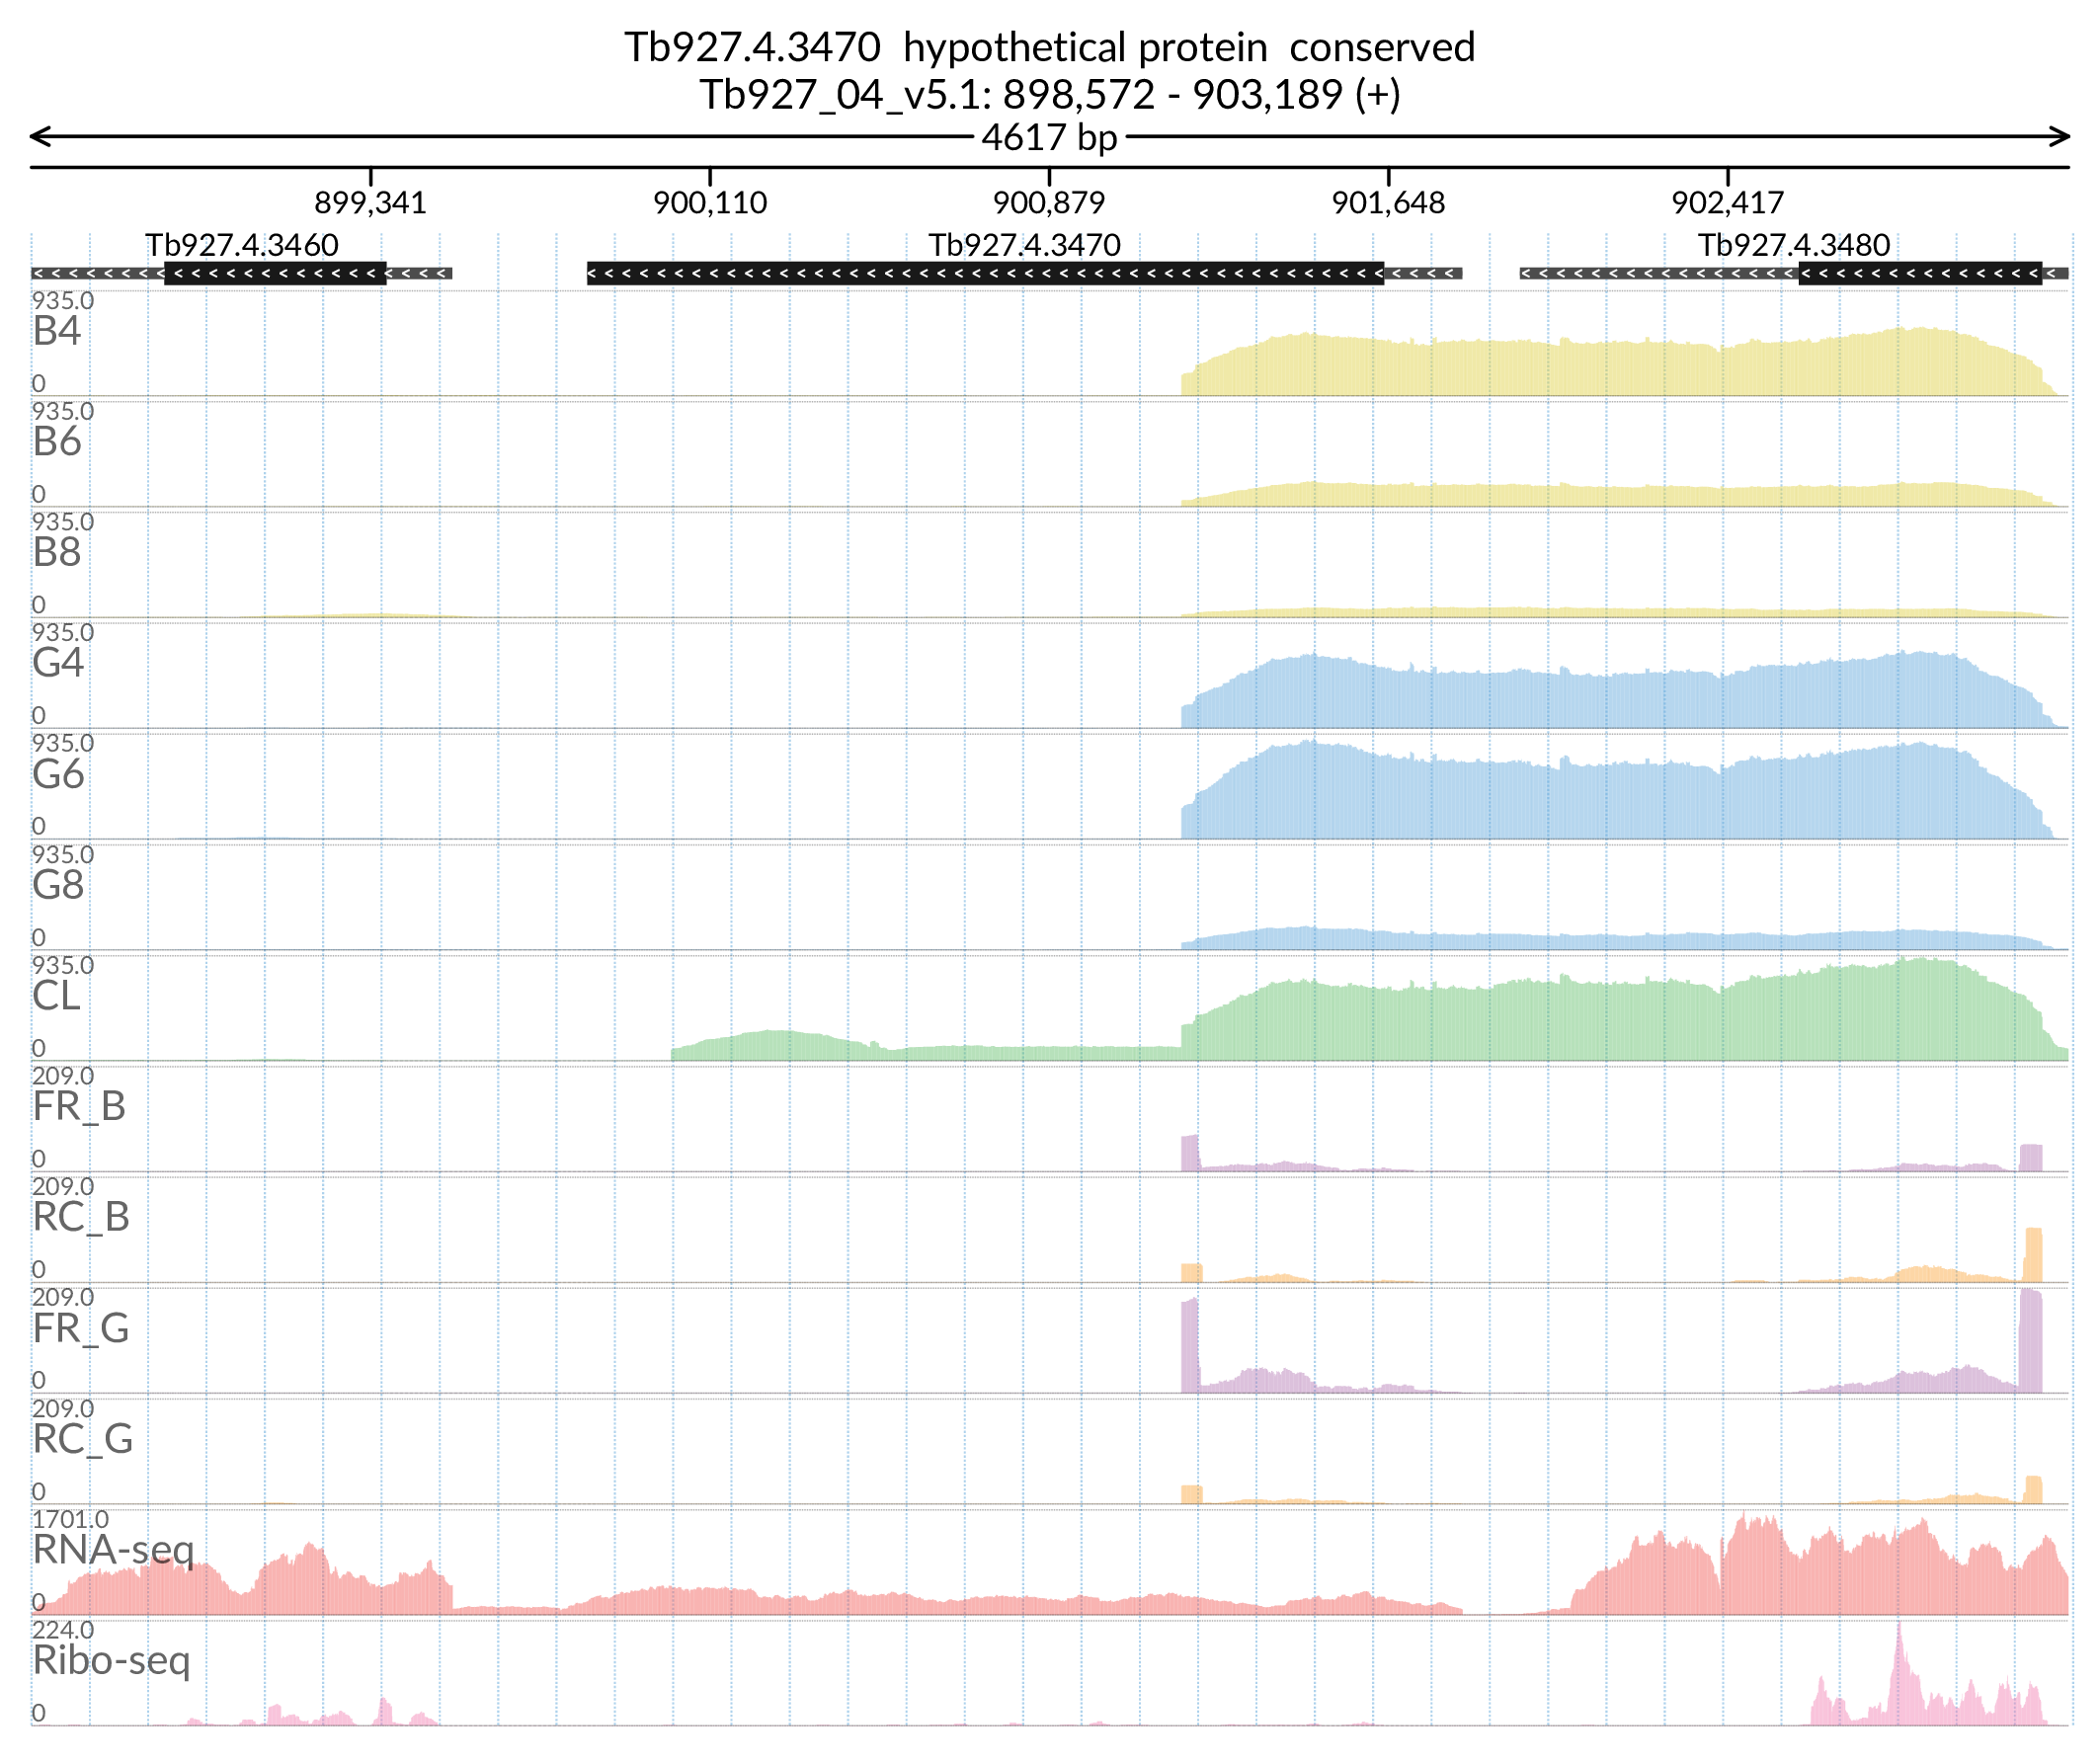 Tb927.4.3470  hypothetical protein  conserved
Tb927_04_v5.1: 898,572 - 903,189 (+)
4617 bp
899,341 900,110 900,879 901,648 902,417
Tb927.4.3460 Tb927.4.3470 Tb927.4.3480
935.0
B4
0
935.0
B6
0
935.0
B8
0
935.0
G4
0
935.0
G6
0
935.0
G8
0
935.0
CL
0
209.0
FR_B
0
209.0
RC_B
0
209.0
FR_G
0
209.0
RC_G
0
1701.0
RNA-seq
0
224.0
Ribo-seq
0